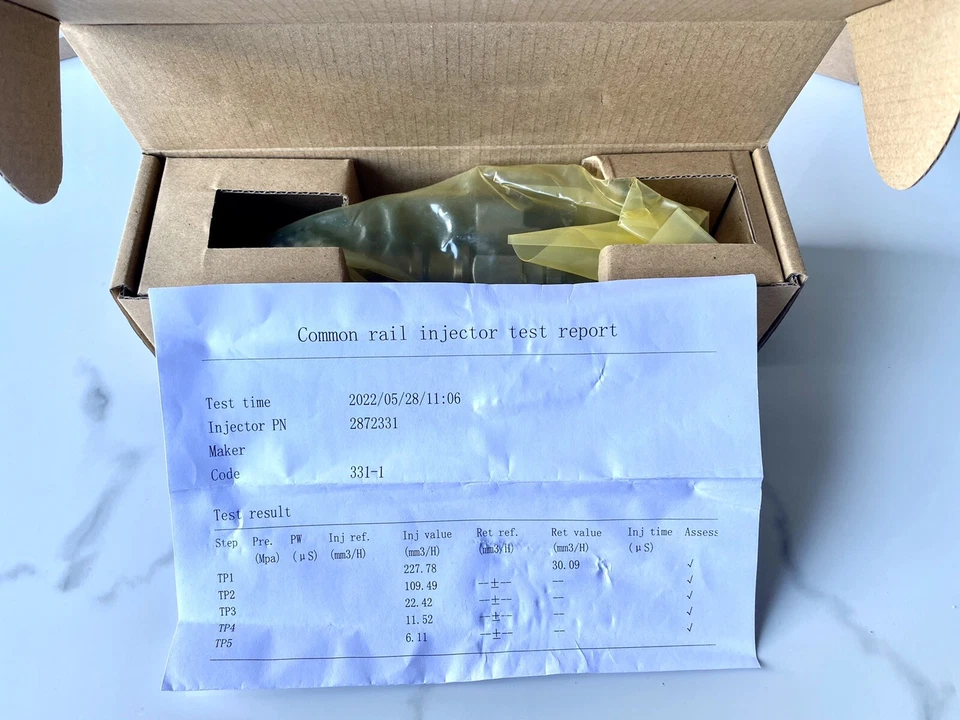 Common rail injector test report
Test time 2022/05/28/11:06
Injector PN 2872331
Maker
Code 331-1
Test result
Step Pre. PW Inj ref. Inj value Ret ref. Ret value Inj time Assess
(Mpa) (μS) (mm3/H) (mm3/H) (mm3/H) (mm3/H) (μS)
TP1 227.78 30.09 √
TP2 109.49 --±-- -- √
TP3 22.42 --±-- -- √
TP4 11.52 --±-- -- √
TP5 6.11 --±-- -- √